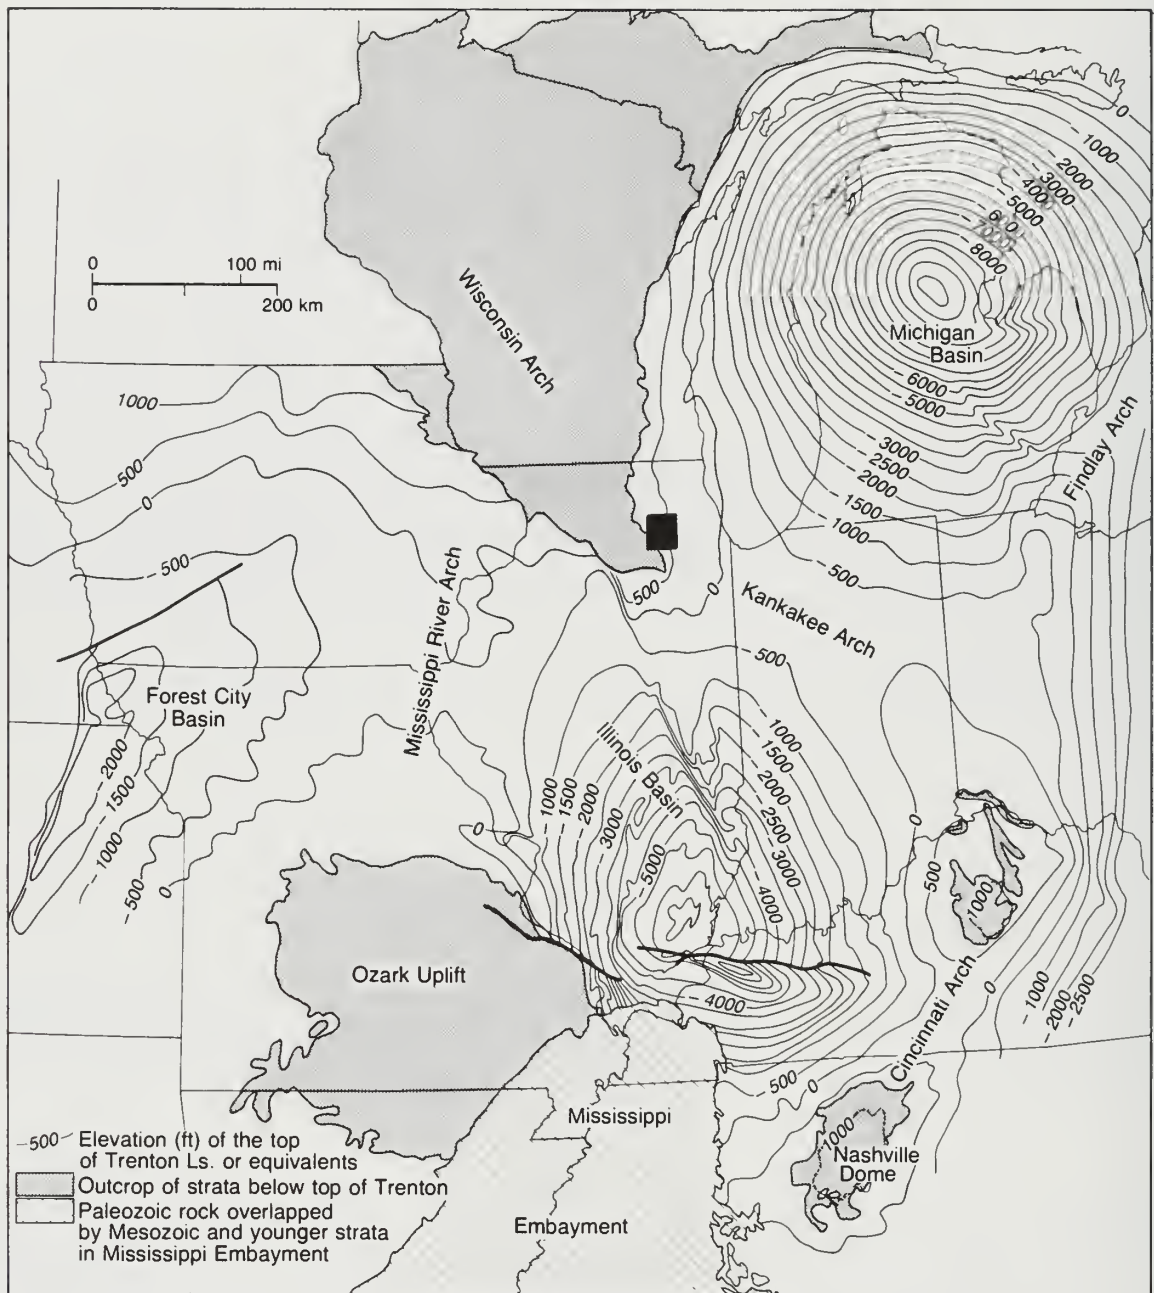 0
100 mi
0
200 km
Wisconsin Arch
Michigan
Basin
Findlay Arch
Kankakee Arch
Mississippi River Arch
Forest City
Basin
Illinois Basin
Ozark Uplift
Cincinnati Arch
Nashville
Dome
Mississippi
Embayment
0
-1000
-2000
-3000
-4000
-5000
-7000
-8000
-6000
-5000
-3000
-2500
-2000
-1500
-1000
-500
1000
500
0
-500
500
0
-500
-1000
-1500
-2000
-2500
-3000
-4000
-1000
-1500
-2000
-3000
-5000
-4000
0
2000
-1500
-1000
-500
0
0
500
1000
0
-1000
-2000
-2500
-500
0
1000
-500- Elevation (ft) of the top
of Trenton Ls. or equivalents
Outcrop of strata below top of Trenton
Paleozoic rock overlapped
by Mesozoic and younger strata
in Mississippi Embayment